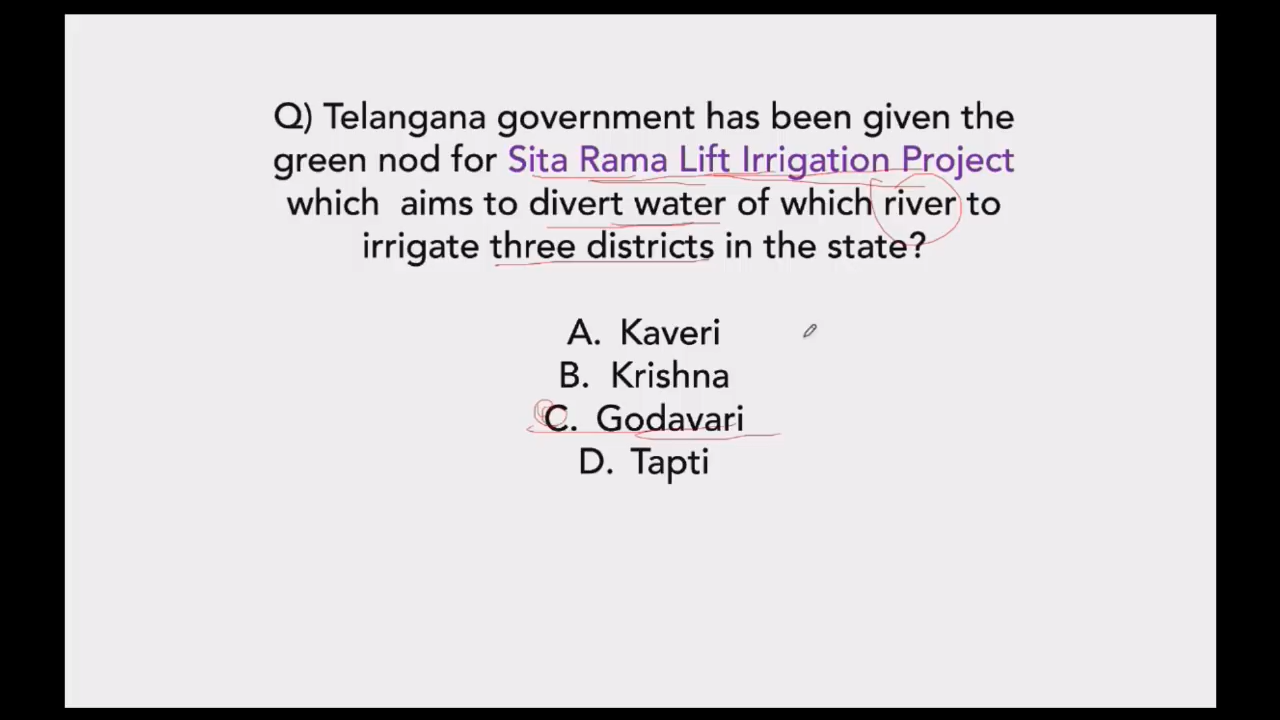 Q) Telangana government has been given the
green nod for Sita Rama Lift Irrigation Project
which aims to divert water of which river to
irrigate three districts in the state?
A. Kaveri
B. Krishna
C. Godavari
D. Tapti